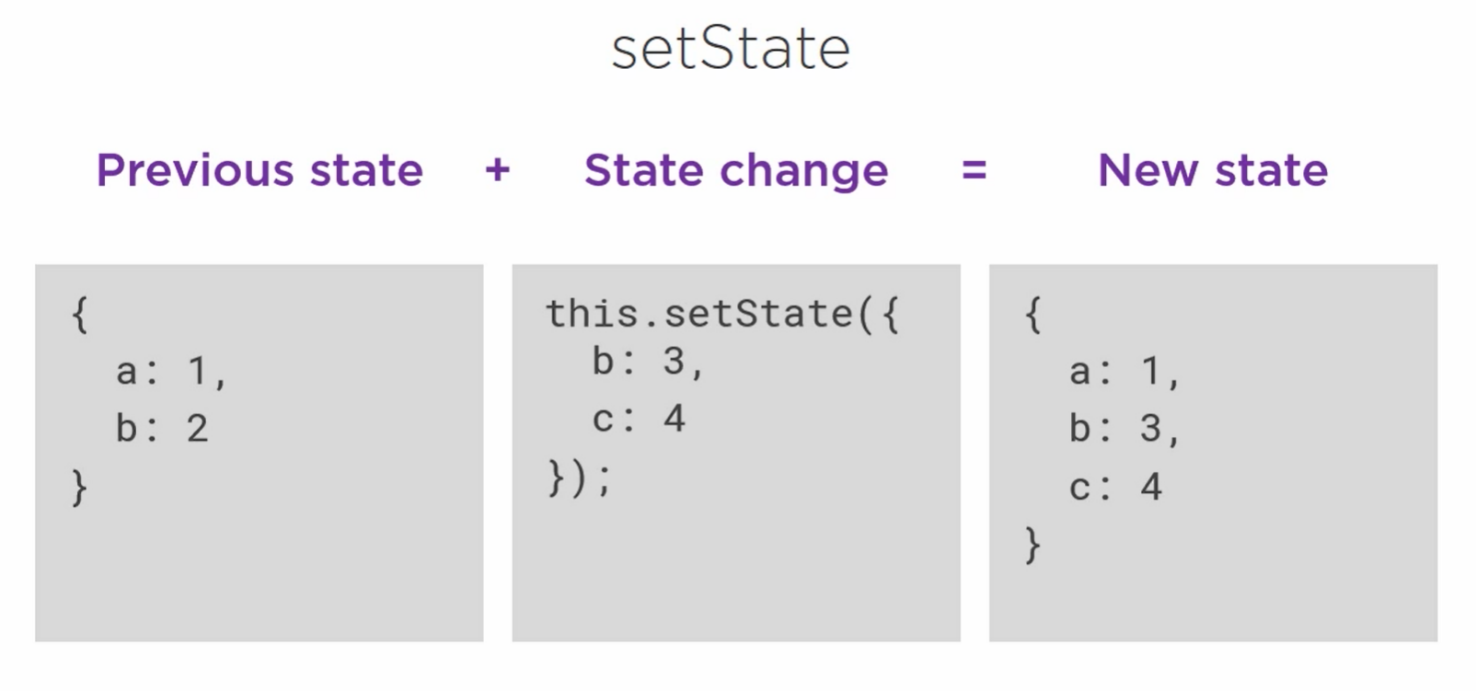 setState
Previous state + State change = New state
{
a: 1,
b: 2
}
this.setState({
b: 3,
c: 4
});
{
a: 1,
b: 3,
c: 4
}